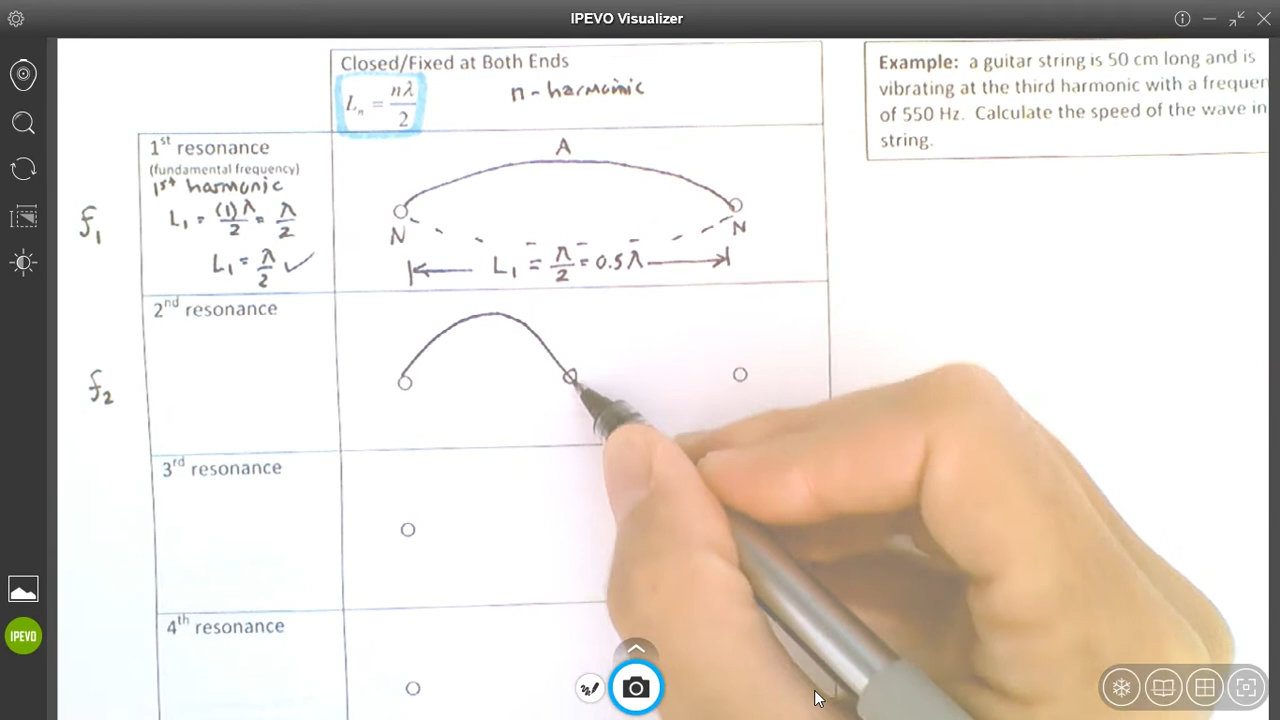 IPEVO Visualizer
Closed/Fixed at Both Ends
Lₙ = nλ/2
n - harmonic
Example: a guitar string is 50 cm long and is
vibrating at the third harmonic with a frequen
of 550 Hz. Calculate the speed of the wave in
string.
1st resonance
(fundamental frequency)
1st harmonic
f₁
L₁ = (1)λ/2 = λ/2
L₁ = λ/2 ✓
A
N
N
L₁ = λ/2 = 0.5λ
2nd resonance
f₂
3rd resonance
4th resonance
IPEVO